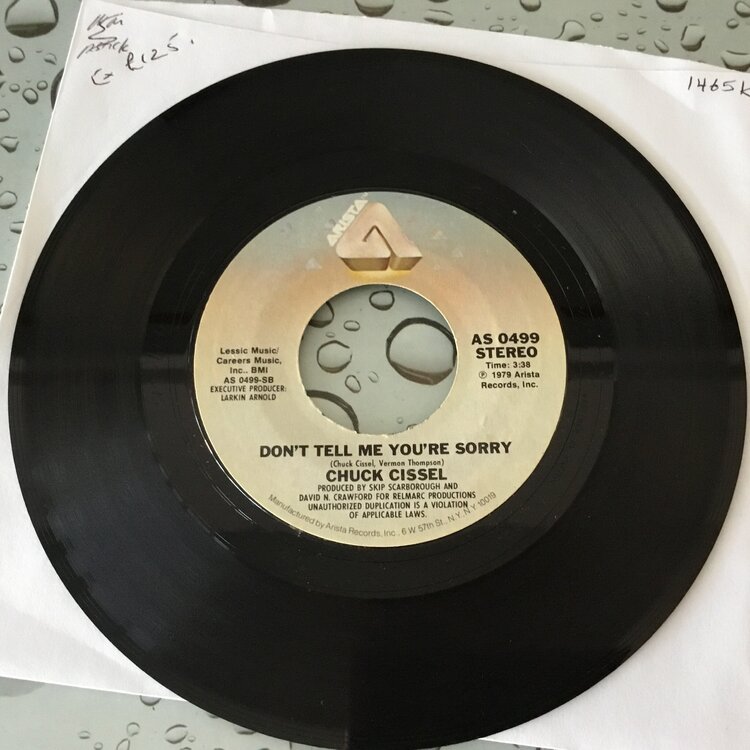 1465K
ARISTA
AS 0499
STEREO
Time: 3:38
℗ 1979 Arista
Records, Inc.
Lessic Music/
Careers Music,
Inc., BMI
AS 0499-SB
EXECUTIVE PRODUCER:
LARKIN ARNOLD
DON'T TELL ME YOU'RE SORRY
(Chuck Cissel, Vernon Thompson)
CHUCK CISSEL
PRODUCED BY SKIP SCARBOROUGH AND
DAVID N. CRAWFORD FOR RELMARC PRODUCTIONS
UNAUTHORIZED DUPLICATION IS A VIOLATION
OF APPLICABLE LAWS.
Manufactured by Arista Records, Inc., 6 W 57th St., N.Y. N.Y 10019